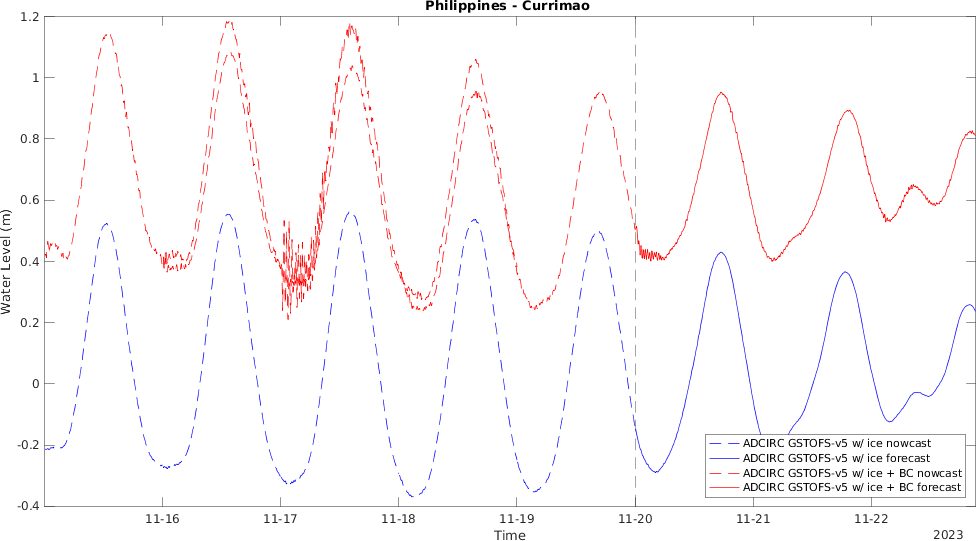 Philippines - Currimao
1.2
1
0.8
0.6
0.4
0.2
0
-0.2
-0.4
Water Level (m)
ADCIRC GSTOFS-v5 w/ ice nowcast
ADCIRC GSTOFS-v5 w/ ice forecast
ADCIRC GSTOFS-v5 w/ ice + BC nowcast
ADCIRC GSTOFS-v5 w/ ice + BC forecast
11-16 11-17 11-18 11-19 11-20 11-21 11-22
Time
2023